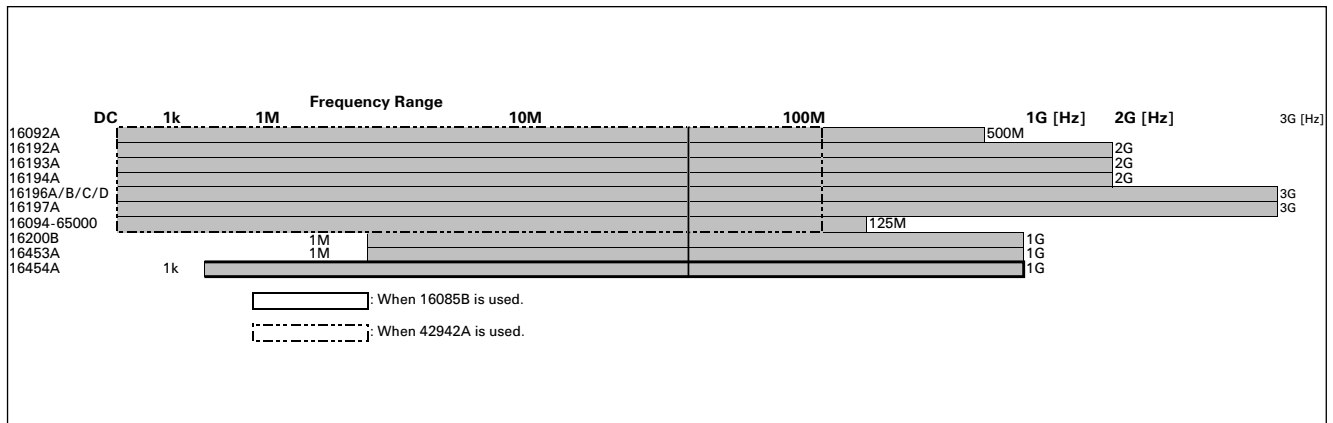 Frequency Range
DC 1k 1M 10M 100M 1G [Hz] 2G [Hz] 3G [Hz]
16092A 500M
16192A 2G
16193A 2G
16194A 2G
16196A/B/C/D 3G
16197A 3G
16094-65000 125M
16200B 1M 1G
16453A 1M 1G
16454A 1k 1G
: When 16085B is used.
: When 42942A is used.